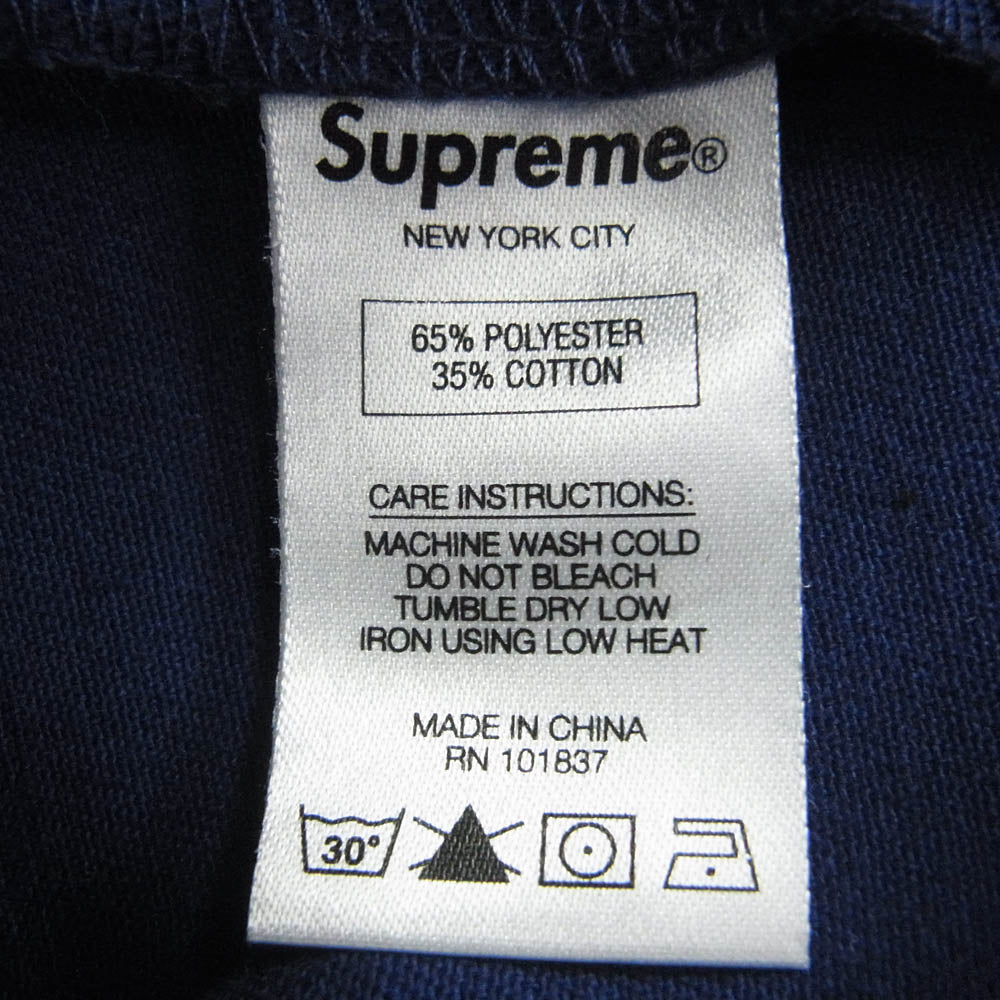 Supreme®
NEW YORK CITY
65% POLYESTER
35% COTTON
CARE INSTRUCTIONS:
MACHINE WASH COLD
DO NOT BLEACH
TUMBLE DRY LOW
IRON USING LOW HEAT
MADE IN CHINA
RN 101837
30°